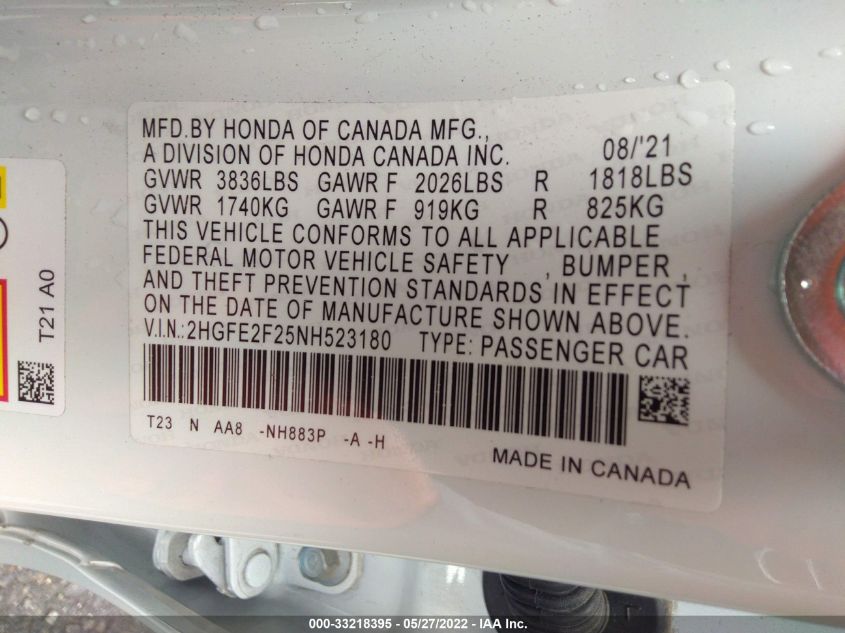 MFD.BY HONDA OF CANADA MFG.,
A DIVISION OF HONDA CANADA INC. 08/'21
GVWR 3836LBS GAWR F 2026LBS R 1818LBS
GVWR 1740KG GAWR F 919KG R 825KG
THIS VEHICLE CONFORMS TO ALL APPLICABLE
FEDERAL MOTOR VEHICLE SAFETY , BUMPER ,
AND THEFT PREVENTION STANDARDS IN EFFECT
ON THE DATE OF MANUFACTURE SHOWN ABOVE.
V.I.N.:2HGFE2F25NH523180 TYPE: PASSENGER CAR
T23 N AA8 -NH883P -A -H
MADE IN CANADA
T21 A0
000-33218395 - 05/27/2022 - IAA Inc.